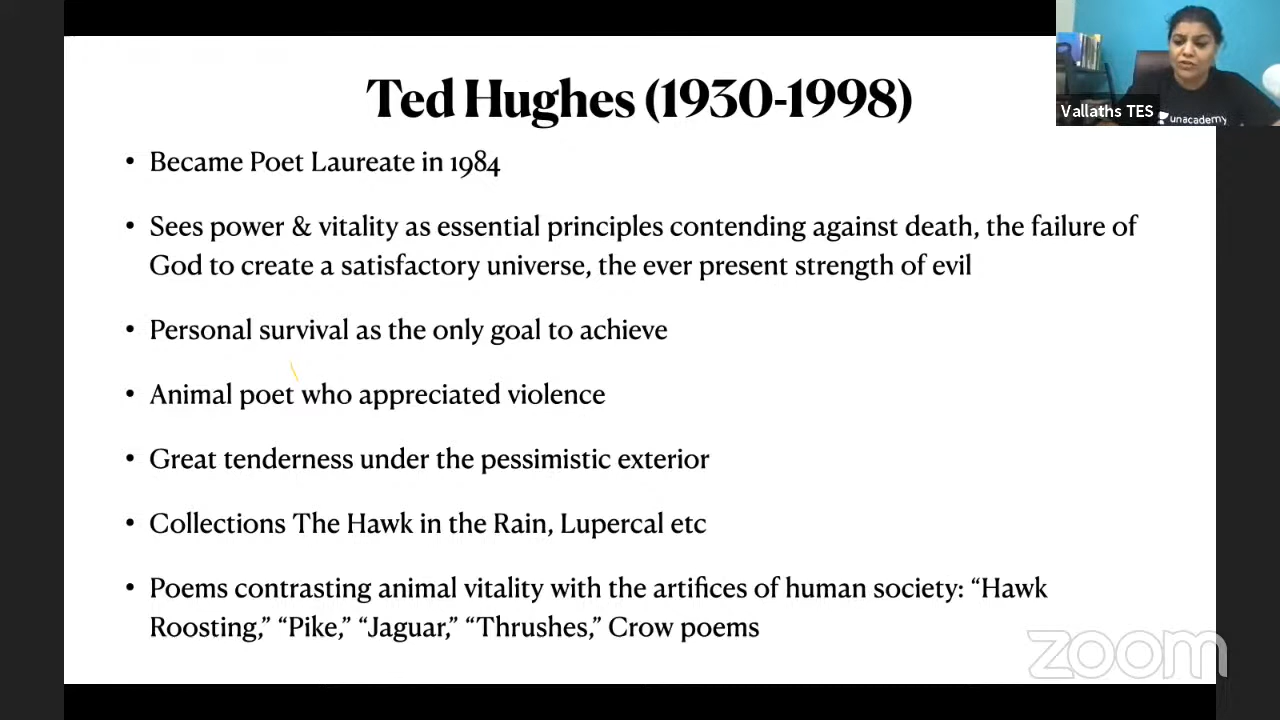 Ted Hughes (1930-1998)
Vallaths TES
unacademy
• Became Poet Laureate in 1984
• Sees power & vitality as essential principles contending against death, the failure of
God to create a satisfactory universe, the ever present strength of evil
• Personal survival as the only goal to achieve
• Animal poet who appreciated violence
• Great tenderness under the pessimistic exterior
• Collections The Hawk in the Rain, Lupercal etc
• Poems contrasting animal vitality with the artifices of human society: “Hawk
Roosting,” “Pike,” “Jaguar,” “Thrushes,” Crow poems
zoom